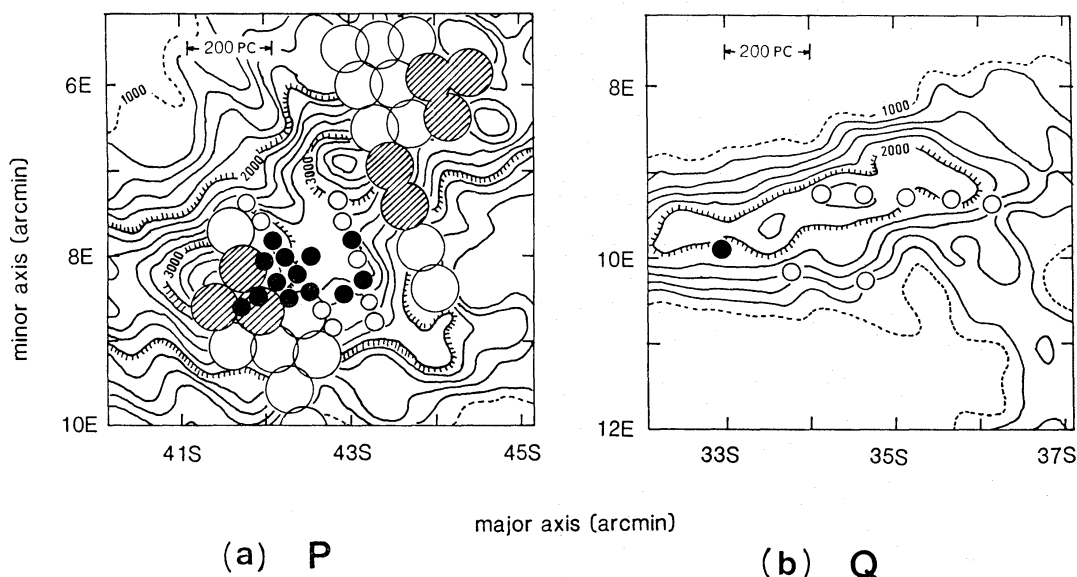 200 PC
1000
2000
3000
3000
6E
8E
10E
41S
43S
45S
minor axis (arcmin)
200 PC
1000
2000
8E
10E
12E
33S
35S
37S
major axis (arcmin)
(a) P
(b) Q